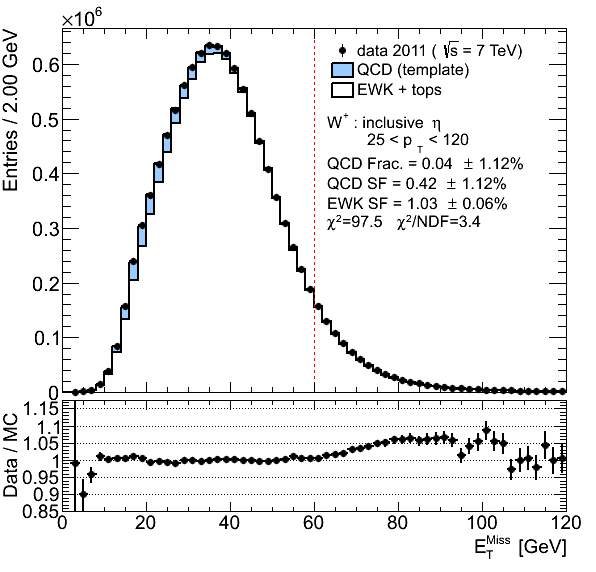 ×10⁶
Entries / 2.00 GeV
0.6
0.5
0.4
0.3
0.2
0.1
0
data 2011 ( √s = 7 TeV)
QCD (template)
EWK + tops
W⁺ : inclusive η
25 < p_T < 120
QCD Frac. = 0.04 ± 1.12%
QCD SF = 0.42 ± 1.12%
EWK SF = 1.03 ± 0.06%
χ²=97.5 χ²/NDF=3.4
Data / MC
1.15
1.1
1.05
1
0.95
0.9
0.85
0 20 40 60 80 100 120
E_T^Miss [GeV]